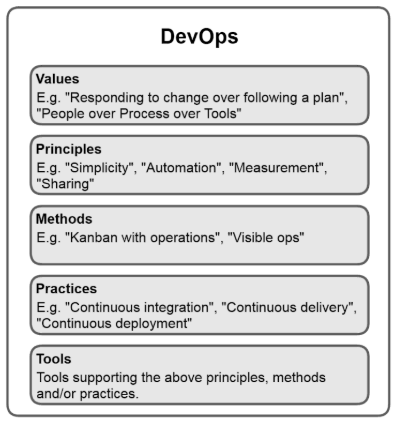 DevOps
Values
E.g. "Responding to change over following a plan",
"People over Process over Tools"
Principles
E.g. "Simplicity", "Automation", "Measurement",
"Sharing"
Methods
E.g. "Kanban with operations", "Visible ops"
Practices
E.g. "Continuous integration", "Continuous delivery",
"Continuous deployment"
Tools
Tools supporting the above principles, methods
and/or practices.